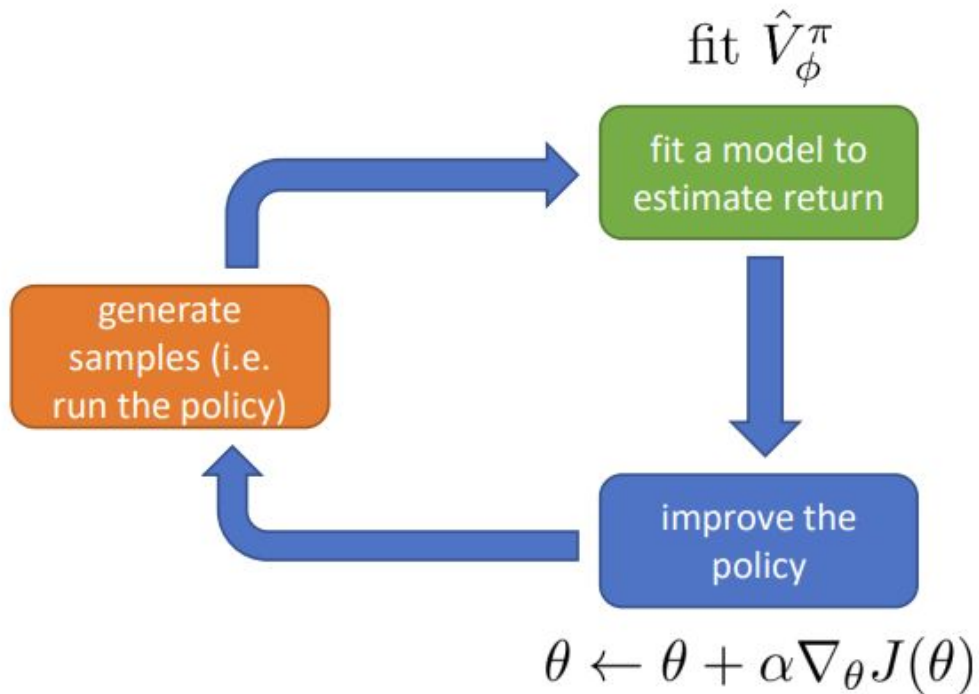 fit $\hat{V}_{\phi}^{\pi}$
fit a model to
estimate return
generate
samples (i.e.
run the policy)
improve the
policy
$\theta \leftarrow \theta + \alpha \nabla_{\theta} J(\theta)$